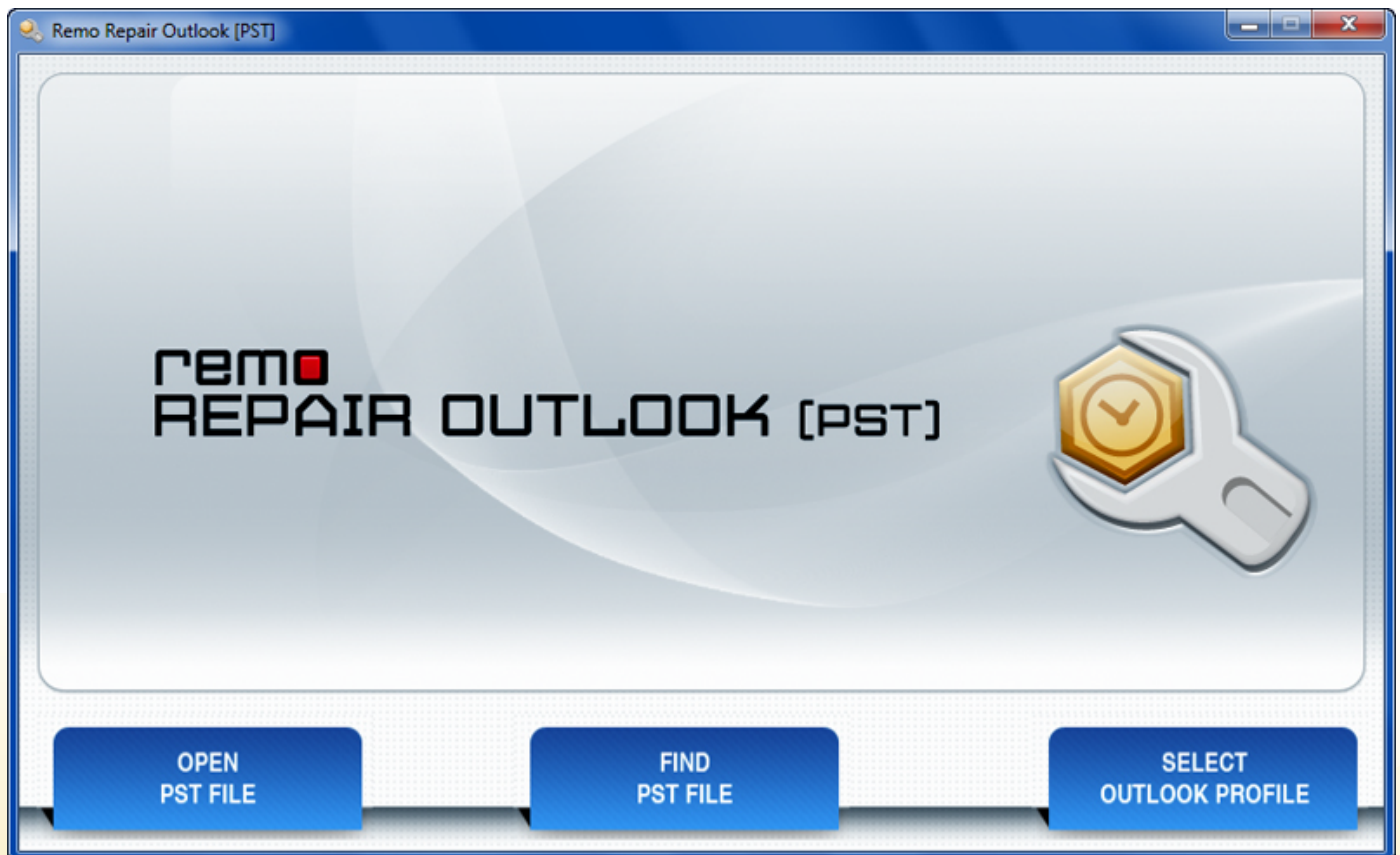 Remo Repair Outlook [PST]
remo
REPAIR OUTLOOK [PST]
OPEN
PST FILE
FIND
PST FILE
SELECT
OUTLOOK PROFILE